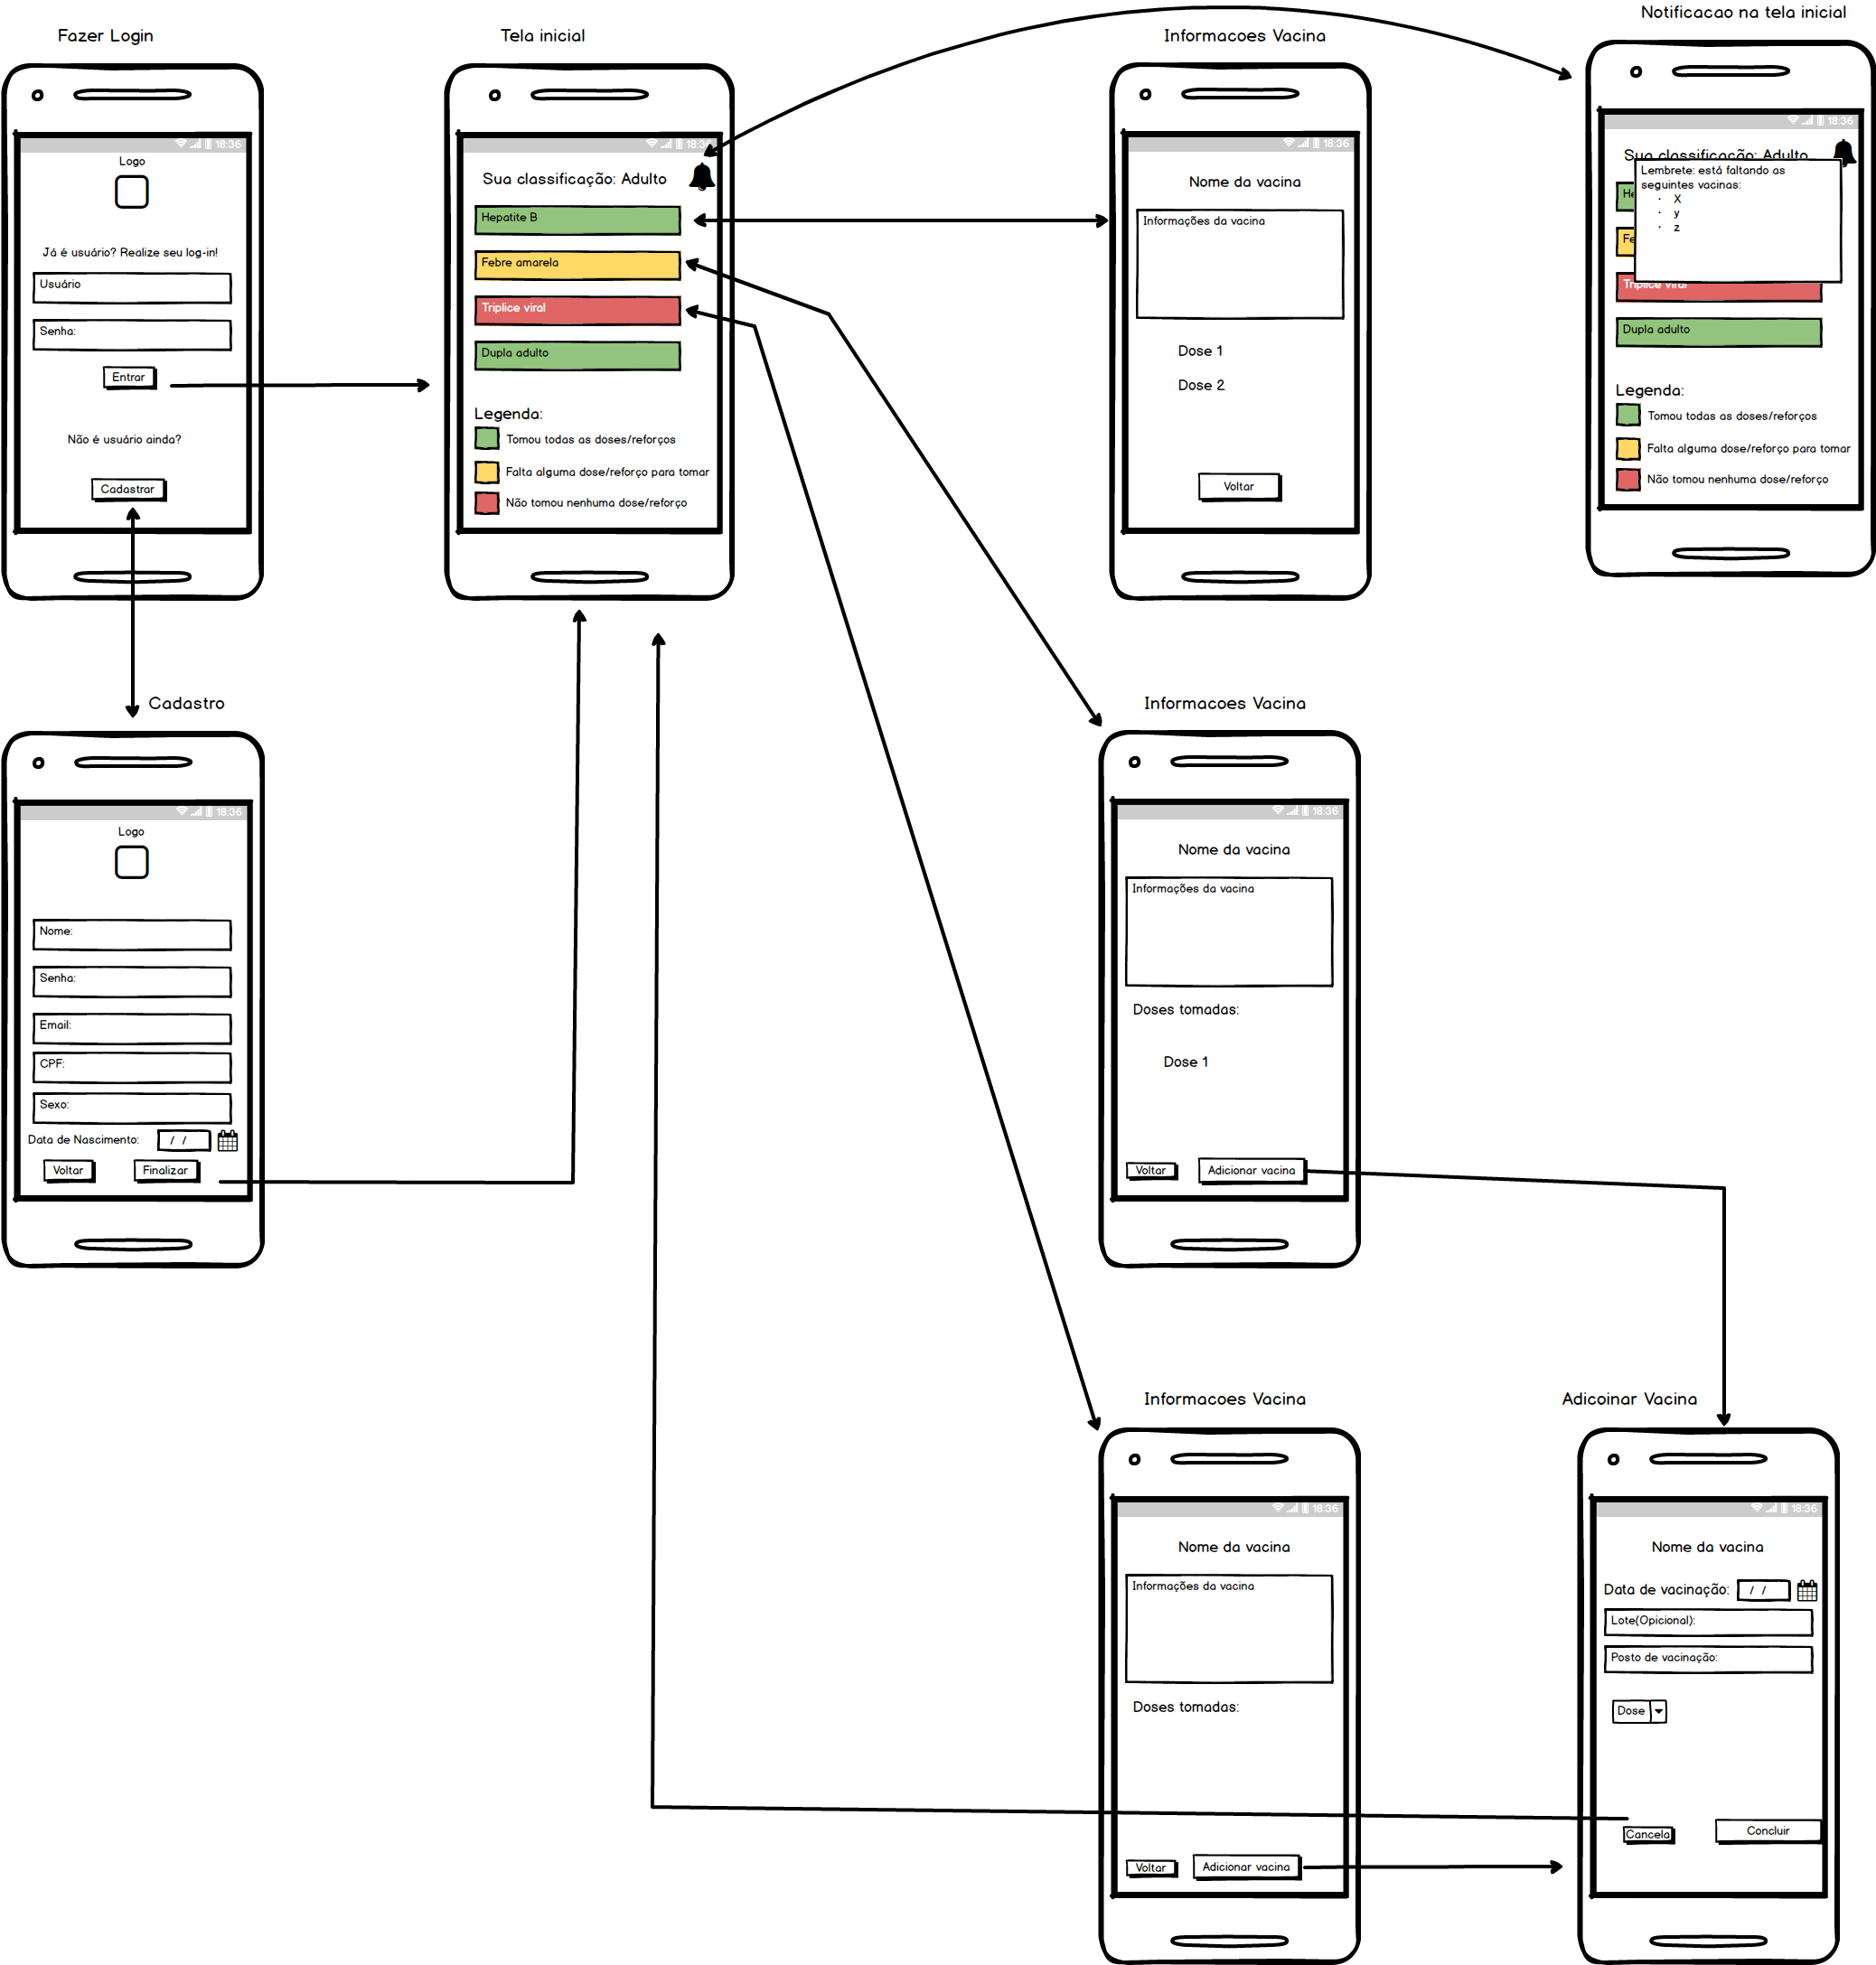 Fazer Login
18:36
Logo
Já é usuário? Realize seu log-in!
Usuário
Senha:
Entrar
Não é usuário ainda?
Cadastrar
Tela inicial
18:36
Sua classificação: Adulto
Hepatite B
Febre amarela
Triplice viral
Dupla adulto
Legenda:
Tomou todas as doses/reforços
Falta alguma dose/reforço para tomar
Não tomou nenhuma dose/reforço
Informacoes Vacina
18:36
Nome da vacina
Informações da vacina
Dose 1
Dose 2
Voltar
Notificacao na tela inicial
18:36
Sua classificação: Adulto
Lembrete: está faltando as
seguintes vacinas:
· X
· y
· z
He
Fe
Triplice viral
Dupla adulto
Legenda:
Tomou todas as doses/reforços
Falta alguma dose/reforço para tomar
Não tomou nenhuma dose/reforço
Cadastro
18:36
Logo
Nome:
Senha:
Email:
CPF:
Sexo:
Data de Nascimento: / /
Voltar Finalizar
Informacoes Vacina
18:36
Nome da vacina
Informações da vacina
Doses tomadas:
Dose 1
Voltar Adicionar vacina
Informacoes Vacina
18:36
Nome da vacina
Informações da vacina
Doses tomadas:
Voltar Adicionar vacina
Adicoinar Vacina
18:36
Nome da vacina
Data de vacinação: / /
Lote(Opicional):
Posto de vacinação:
Dose
Cancela Concluir